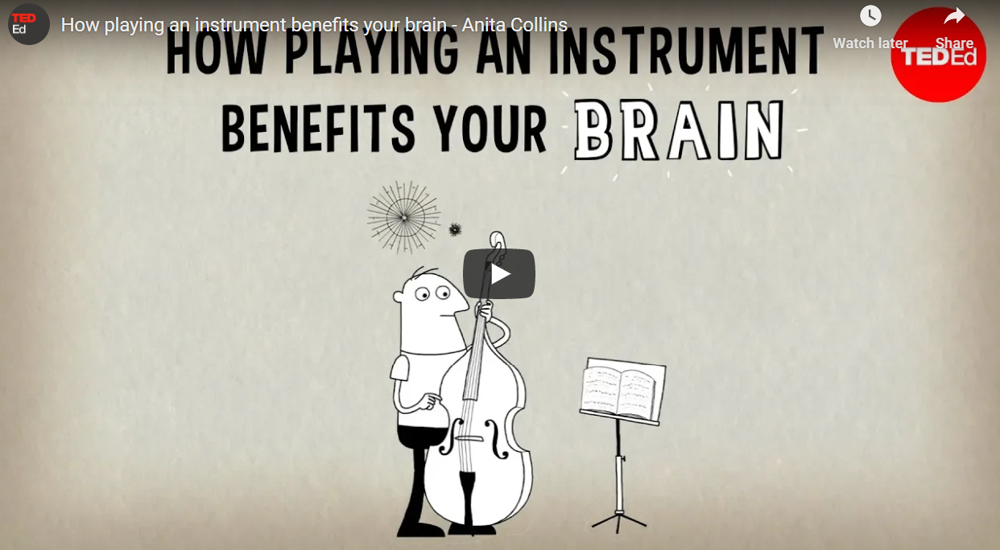 TED
Ed
How playing an instrument benefits your brain - Anita Collins
Watch later
Share
TEDEd
HOW PLAYING AN INSTRUMENT
BENEFITS YOUR BRAIN